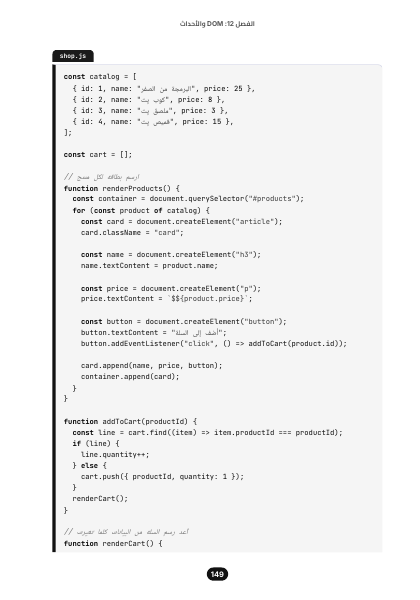 الفصل 12: DOM والأحداث
shop.js
const catalog = [
{ id: 1, name: "البرمجة من الصفر", price: 25 },
{ id: 2, name: "كوب بت", price: 8 },
{ id: 3, name: "ملصق بت", price: 3 },
{ id: 4, name: "قميص بت", price: 15 },
];
const cart = [];
// ارسم بطاقة لكل منتج
function renderProducts() {
const container = document.querySelector("#products");
for (const product of catalog) {
const card = document.createElement("article");
card.className = "card";
const name = document.createElement("h3");
name.textContent = product.name;
const price = document.createElement("p");
price.textContent = `$${product.price}`;
const button = document.createElement("button");
button.textContent = "أضف إلى السلة";
button.addEventListener("click", () => addToCart(product.id));
card.append(name, price, button);
container.append(card);
}
}
function addToCart(productId) {
const line = cart.find((item) => item.productId === productId);
if (line) {
line.quantity++;
} else {
cart.push({ productId, quantity: 1 });
}
renderCart();
}
// أعد رسم السلة من البيانات كلما تغيرت
function renderCart() {
149